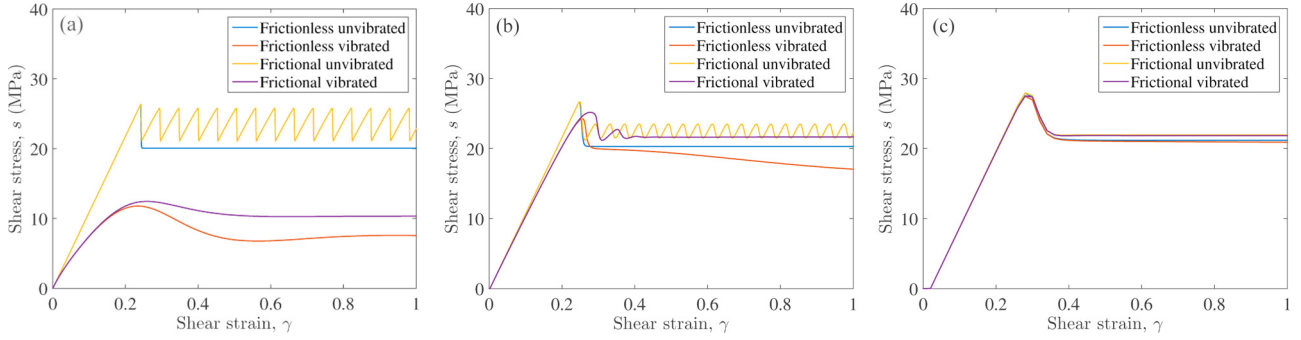 (a)
40
30
20
10
0
Shear stress, s (MPa)
Frictionless unvibrated
Frictionless vibrated
Frictional unvibrated
Frictional vibrated
0 0.2 0.4 0.6 0.8 1
Shear strain, γ
(b)
40
30
20
10
0
Shear stress, s (MPa)
Frictionless unvibrated
Frictionless vibrated
Frictional unvibrated
Frictional vibrated
0 0.2 0.4 0.6 0.8 1
Shear strain, γ
(c)
40
30
20
10
0
Shear stress, s (MPa)
Frictionless unvibrated
Frictionless vibrated
Frictional unvibrated
Frictional vibrated
0 0.2 0.4 0.6 0.8 1
Shear strain, γ